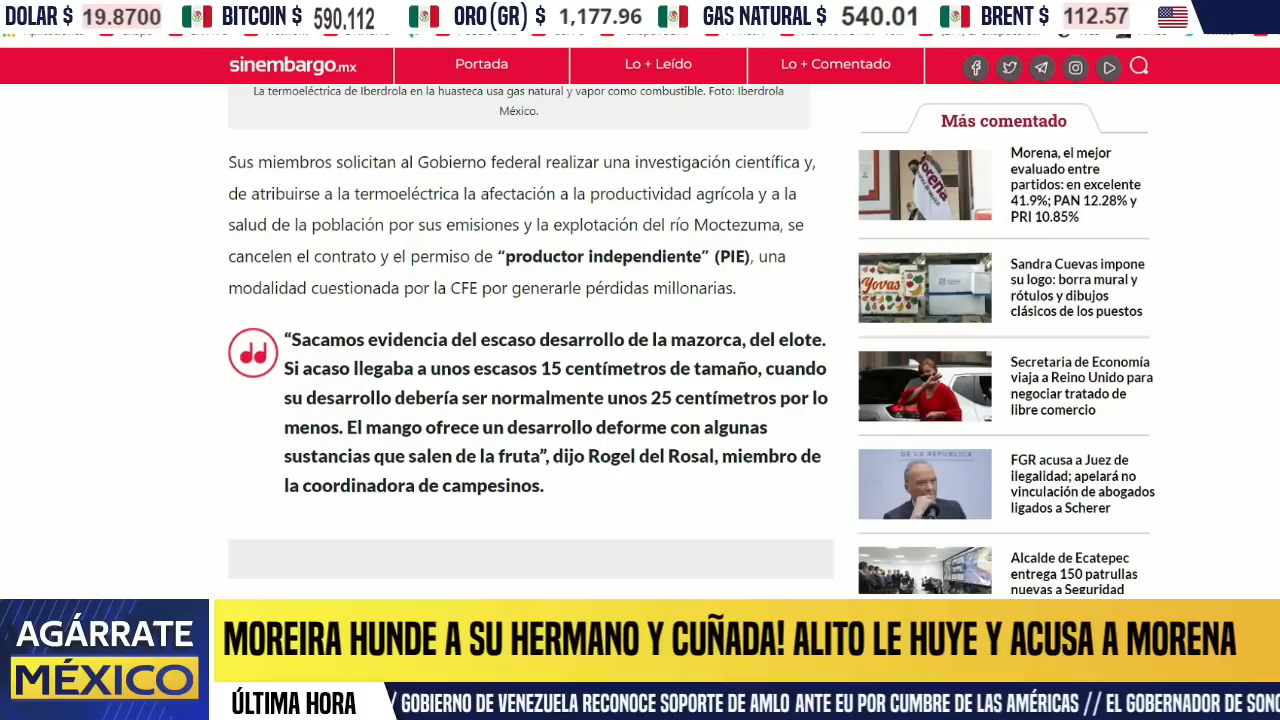 DOLAR $ 19.8700 BITCOIN $ 590.112 ORO(GR) $ 1,177.96 GAS NATURAL $ 540.01 BRENT $ 112.57
sinembargo.mx Portada Lo + Leído Lo + Comentado
La termoeléctrica de Iberdrola en la huasteca usa gas natural y vapor como combustible. Foto: Iberdrola
México.
Sus miembros solicitan al Gobierno federal realizar una investigación científica y,
de atribuirse a la termoeléctrica la afectación a la productividad agrícola y a la
salud de la población por sus emisiones y la explotación del río Moctezuma, se
cancelen el contrato y el permiso de “productor independiente” (PIE), una
modalidad cuestionada por la CFE por generarle pérdidas millonarias.
“Sacamos evidencia del escaso desarrollo de la mazorca, del elote.
Si acaso llegaba a unos escasos 15 centímetros de tamaño, cuando
su desarrollo debería ser normalmente unos 25 centímetros por lo
menos. El mango ofrece un desarrollo deforme con algunas
sustancias que salen de la fruta”, dijo Rogel del Rosal, miembro de
la coordinadora de campesinos.
Más comentado
morena
Morena, el mejor
evaluado entre
partidos: en excelente
41.9%; PAN 12.28% y
PRI 10.85%
Yovas
Sandra Cuevas impone
su logo: borra mural y
rótulos y dibujos
clásicos de los puestos
Secretaria de Economía
viaja a Reino Unido para
negociar tratado de
libre comercio
DE LA REPÚBLICA
FGR acusa a Juez de
ilegalidad; apelará no
vinculación de abogados
ligados a Scherer
Alcalde de Ecatepec
entrega 150 patrullas
nuevas a Seguridad
AGÁRRATE
MÉXICO
MOREIRA HUNDE A SU HERMANO Y CUÑADA! ALITO LE HUYE Y ACUSA A MORENA
ÚLTIMA HORA / GOBIERNO DE VENEZUELA RECONOCE SOPORTE DE AMLO ANTE EU POR CUMBRE DE LAS AMÉRICAS // EL GOBERNADOR DE SON